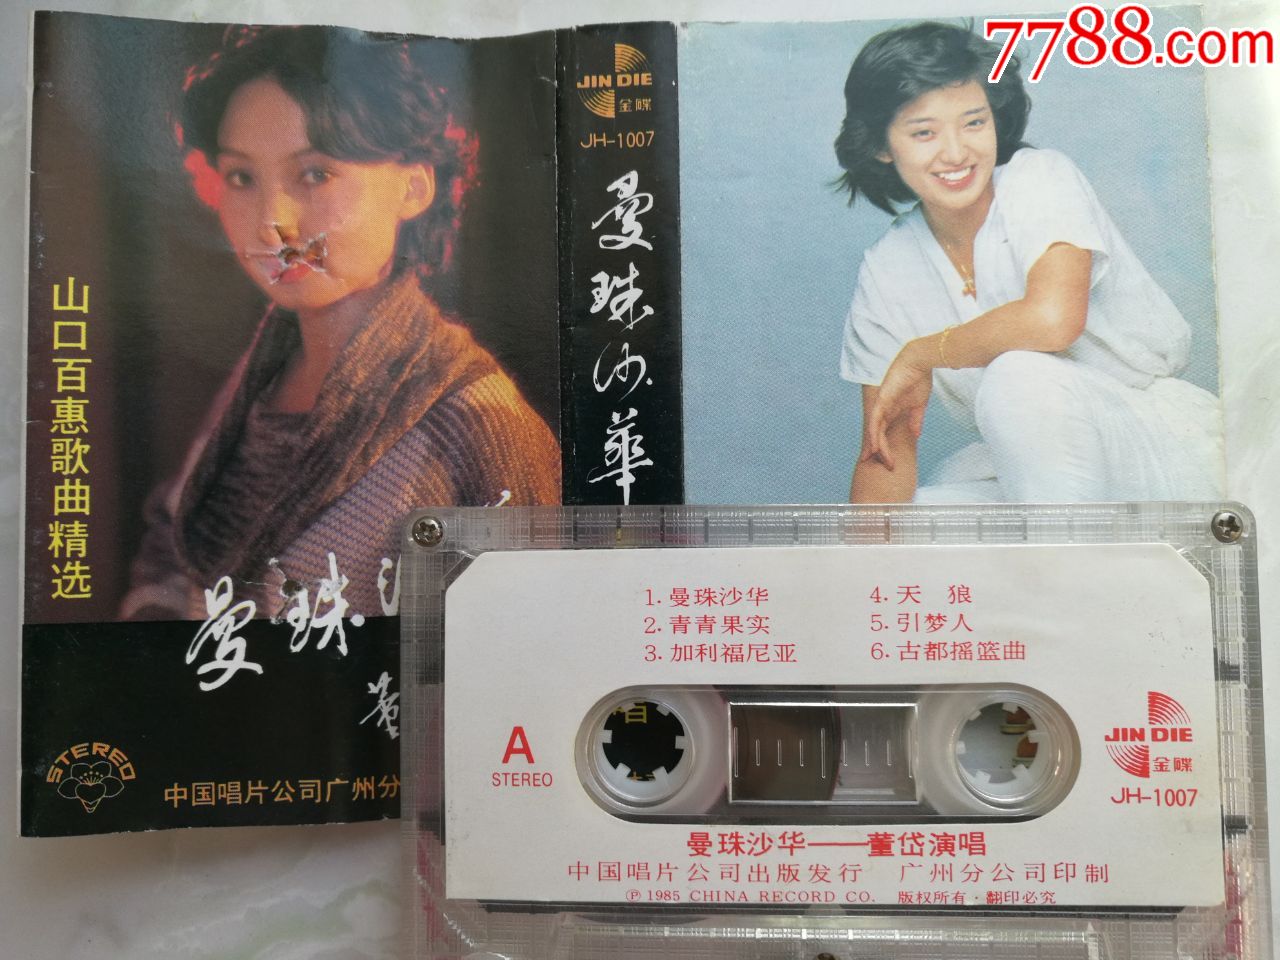 7788.com
山口百惠歌曲精选
曼珠沙
董
STEREO
中国唱片公司广州分
JIN DIE
金碟
JH-1007
曼珠沙華
1. 曼珠沙华
2. 青青果实
3. 加利福尼亚
4. 天 狼
5. 引梦人
6. 古都摇篮曲
A
STEREO
唱
JIN DIE
金碟
JH-1007
曼珠沙华——董岱演唱
中国唱片公司出版发行 广州分公司印制
Ⓟ 1985 CHINA RECORD CO. 版权所有·翻印必究